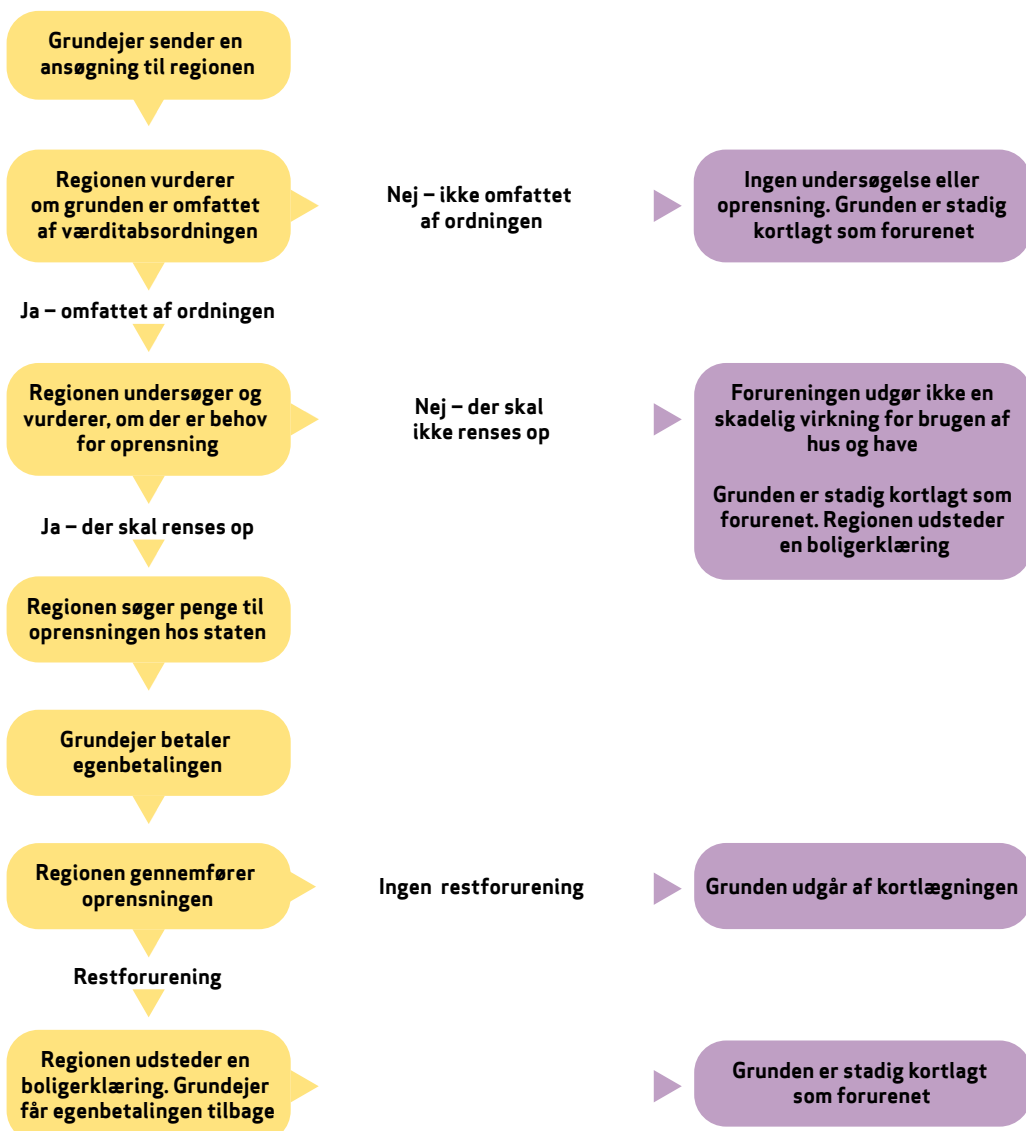 Grundejer sender en
ansøgning til regionen
Regionen vurderer
om grunden er omfattet
af værditabsordningen
Nej – ikke omfattet
af ordningen
Ingen undersøgelse eller
oprensning. Grunden er stadig
kortlagt som forurenet
Ja – omfattet af ordningen
Regionen undersøger og
vurderer, om der er behov
for oprensning
Nej – der skal
ikke renses op
Forureningen udgør ikke en
skadelig virkning for brugen af
hus og have
Grunden er stadig kortlagt som
forurenet. Regionen udsteder
en boligerklæring
Ja – der skal renses op
Regionen søger penge til
oprensningen hos staten
Grundejer betaler
egenbetalingen
Regionen gennemfører
oprensningen
Ingen restforurening
Grunden udgår af kortlægningen
Restforurening
Regionen udsteder en
boligerklæring. Grundejer
får egenbetalingen tilbage
Grunden er stadig kortlagt
som forurenet